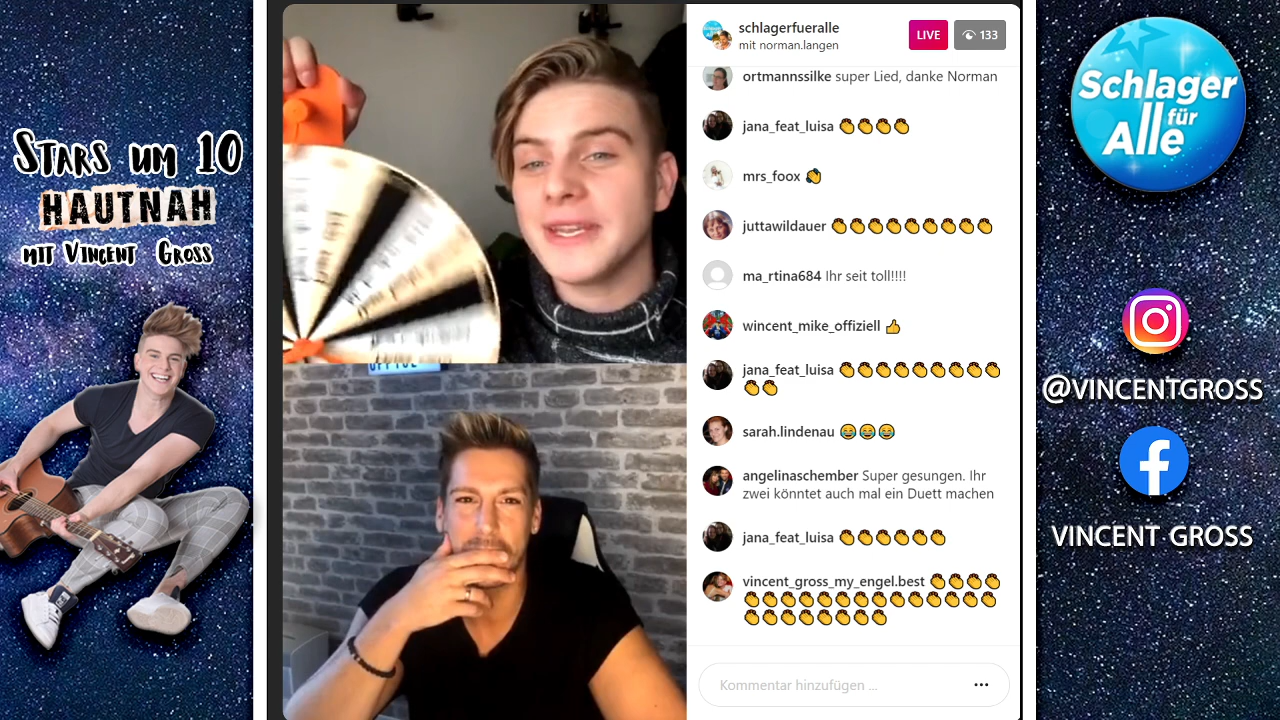 STARS UM 10
HAUTNAH
MIT VINCENT GROSS
schlagerfueralle
mit norman.langen
LIVE
133
ortmannssilke super Lied, danke Norman
jana_feat_luisa 👏👏👏👏
mrs_foox 👏
juttawildauer 👏👏👏👏👏👏👏👏👏
ma_rtina684 Ihr seit toll!!!!
wincent_mike_offiziell 👍
jana_feat_luisa 👏👏👏👏👏👏👏👏👏
👏👏
sarah.lindenau 😂😂😂
angelinaschember Super gesungen. Ihr
zwei könntet auch mal ein Duett machen
jana_feat_luisa 👏👏👏👏👏👏
vincent_gross_my_engel.best 👏👏👏👏
👏👏👏👏👏👏👏👏👏👏👏👏👏👏
👏👏👏👏👏👏👏👏
Kommentar hinzufügen ...
Schlager
für
Alle
@VINCENTGROSS
VINCENT GROSS